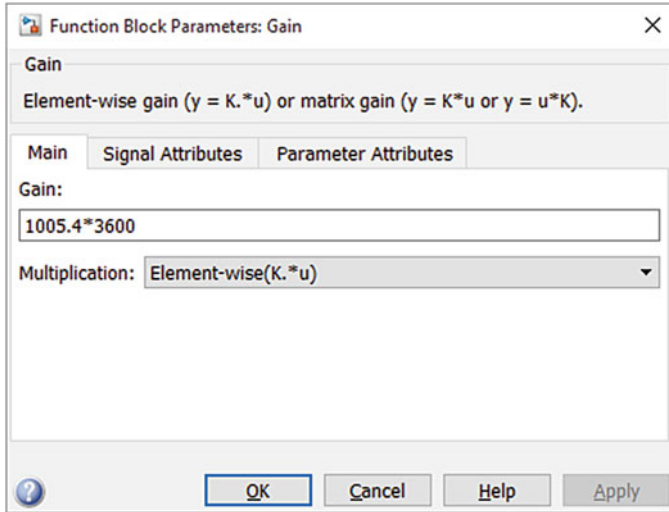 Function Block Parameters: Gain
Gain
Element-wise gain (y = K.*u) or matrix gain (y = K*u or y = u*K).
Main Signal Attributes Parameter Attributes
Gain:
1005.4*3600
Multiplication: Element-wise(K.*u)
OK Cancel Help Apply